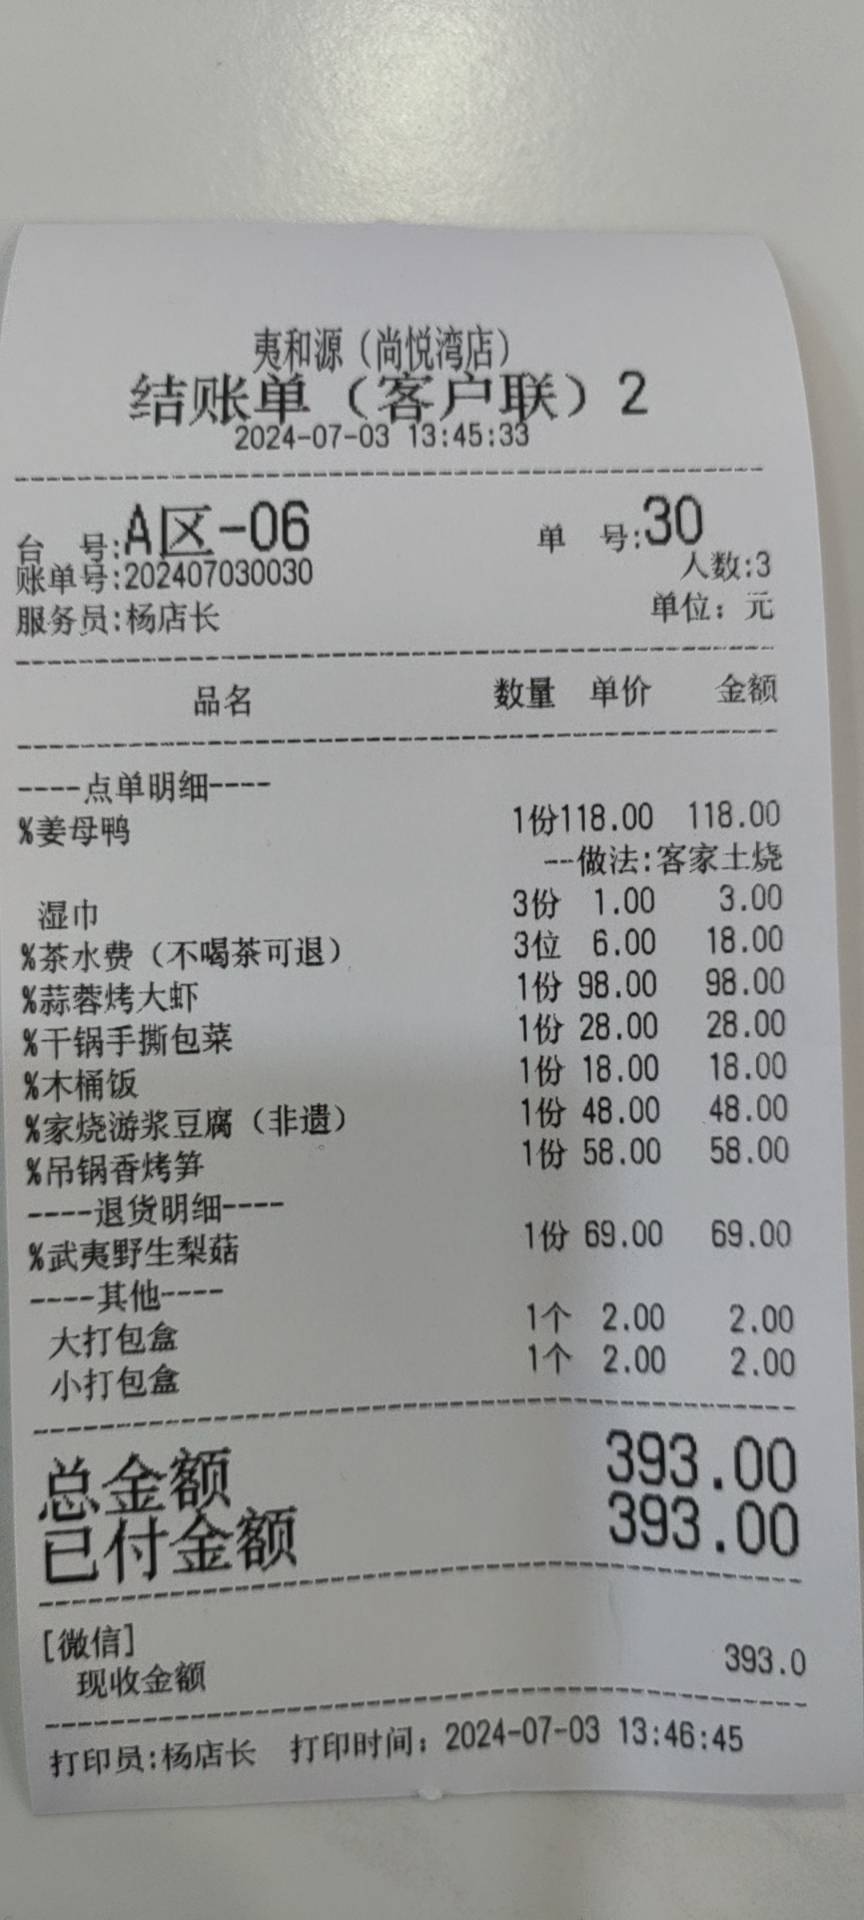 夷和源（尚悦湾店）
结账单（客户联）2
2024-07-03 13:45:33
台 号:A区-06 单 号:30
账单号:202407030030 人数:3
服务员:杨店长 单位：元
品名 数量 单价 金额
----点单明细----
%姜母鸭 1份118.00 118.00
--做法:客家土烧
湿巾 3份 1.00 3.00
%茶水费（不喝茶可退） 3位 6.00 18.00
%蒜蓉烤大虾 1份 98.00 98.00
%干锅手撕包菜 1份 28.00 28.00
%木桶饭 1份 18.00 18.00
%家烧游浆豆腐（非遗） 1份 48.00 48.00
%吊锅香烤笋 1份 58.00 58.00
----退货明细----
%武夷野生梨菇 1份 69.00 69.00
----其他----
大打包盒 1个 2.00 2.00
小打包盒 1个 2.00 2.00
总金额 393.00
已付金额 393.00
[微信]
现收金额 393.0
打印员:杨店长 打印时间：2024-07-03 13:46:45